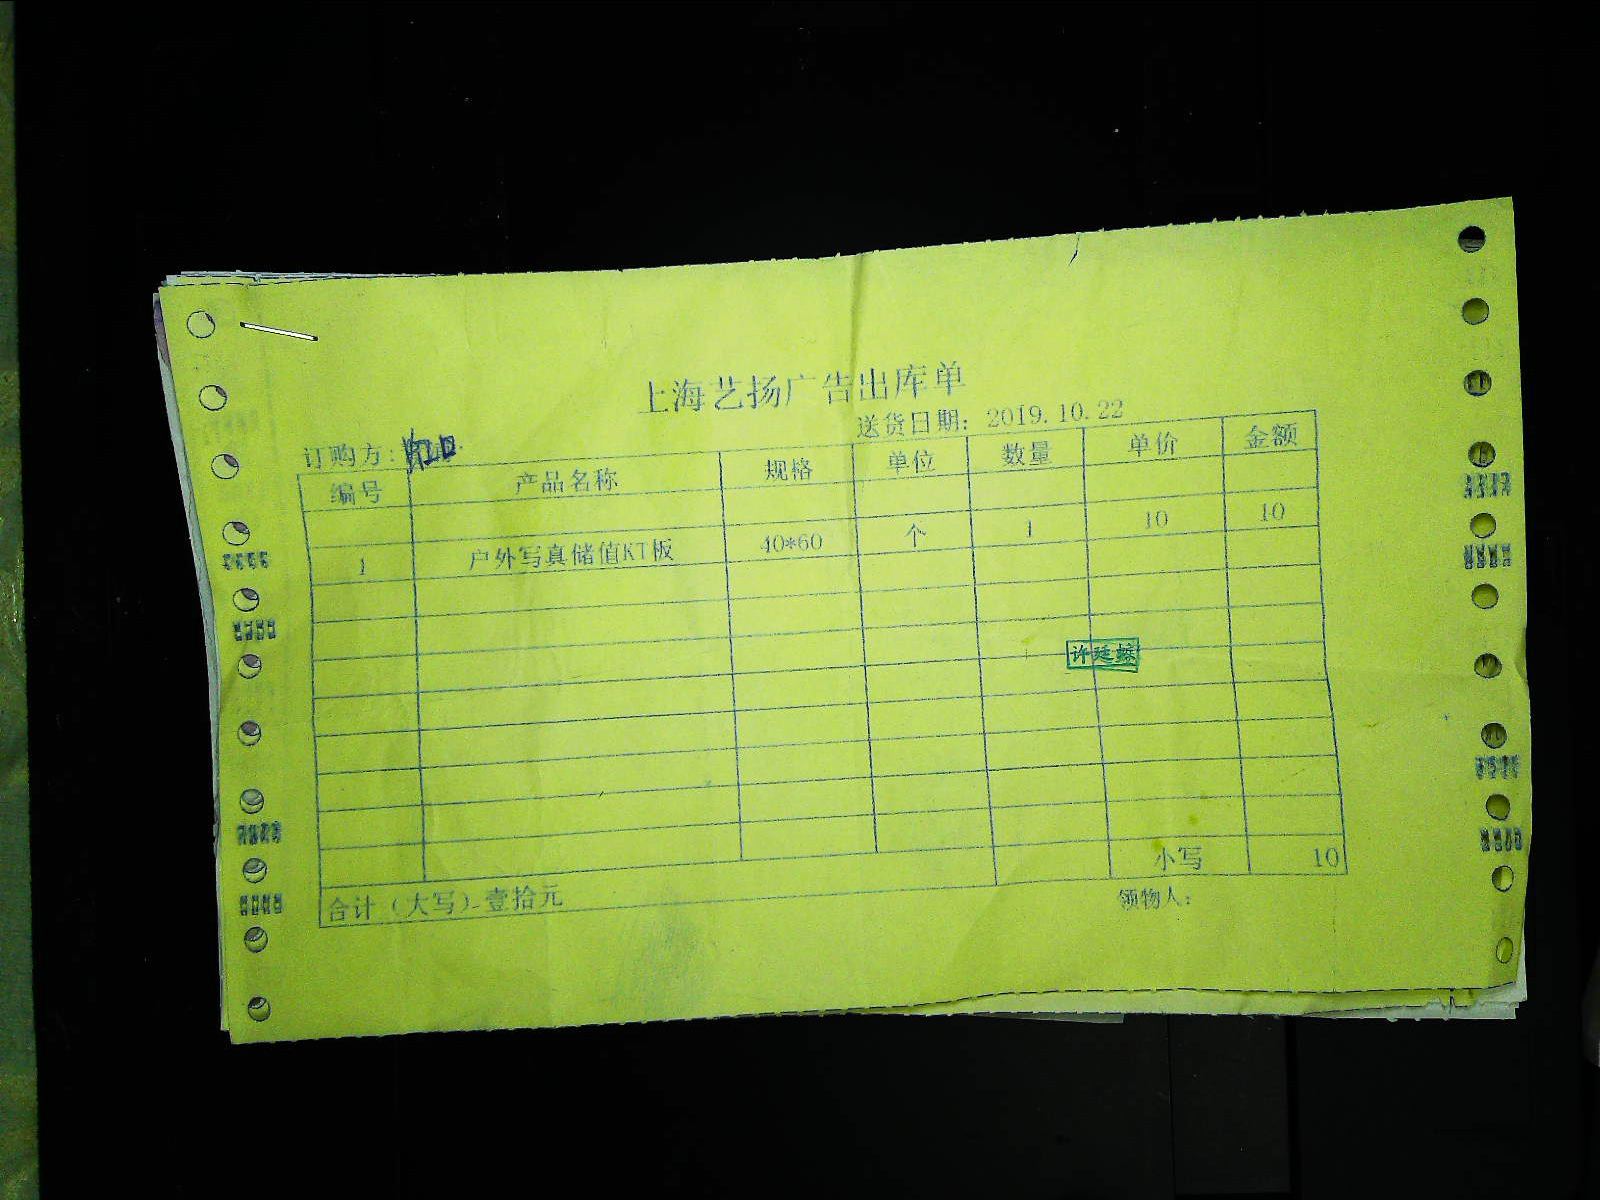 上海艺扬广告出库单
送货日期：2019.10.22
订购方：
编号 产品名称 规格 单位 数量 单价 金额
1 户外写真储值KT板 40*60 个 1 10 10
许廷
小写 10
合计（大写）壹拾元
领物人：